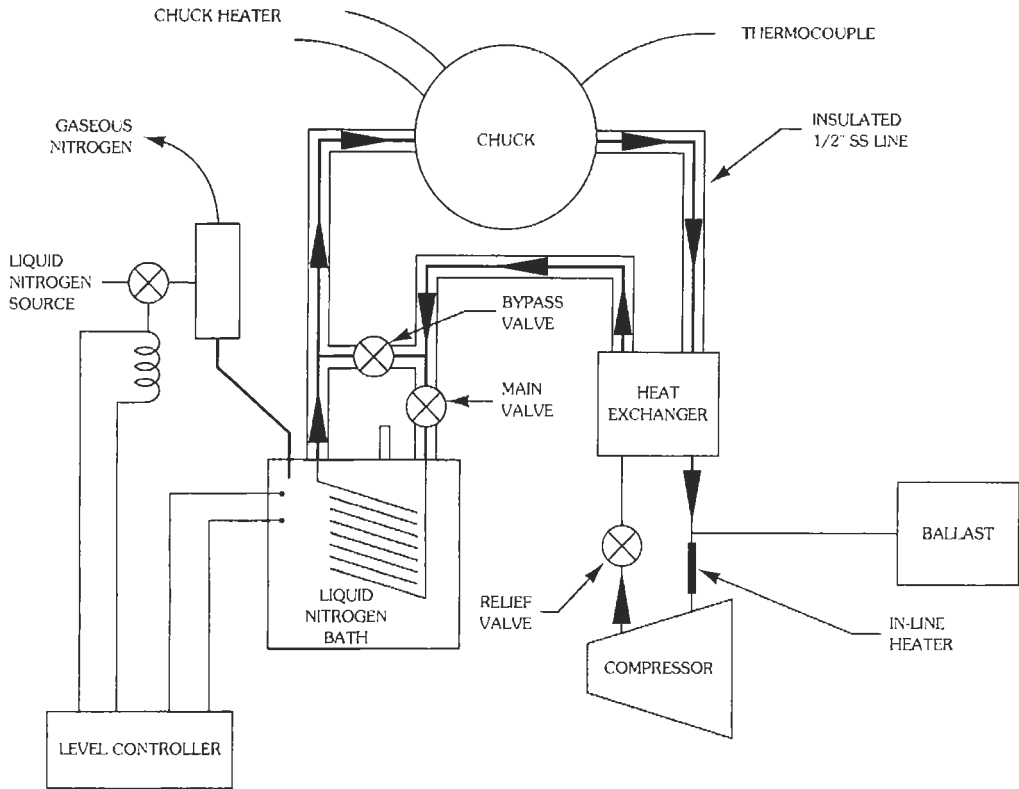 CHUCK HEATER
THERMOCOUPLE
GASEOUS
NITROGEN
CHUCK
INSULATED
1/2" SS LINE
LIQUID
NITROGEN
SOURCE
BYPASS
VALVE
MAIN
VALVE
HEAT
EXCHANGER
BALLAST
LIQUID
NITROGEN
BATH
RELIEF
VALVE
IN-LINE
HEATER
COMPRESSOR
LEVEL CONTROLLER